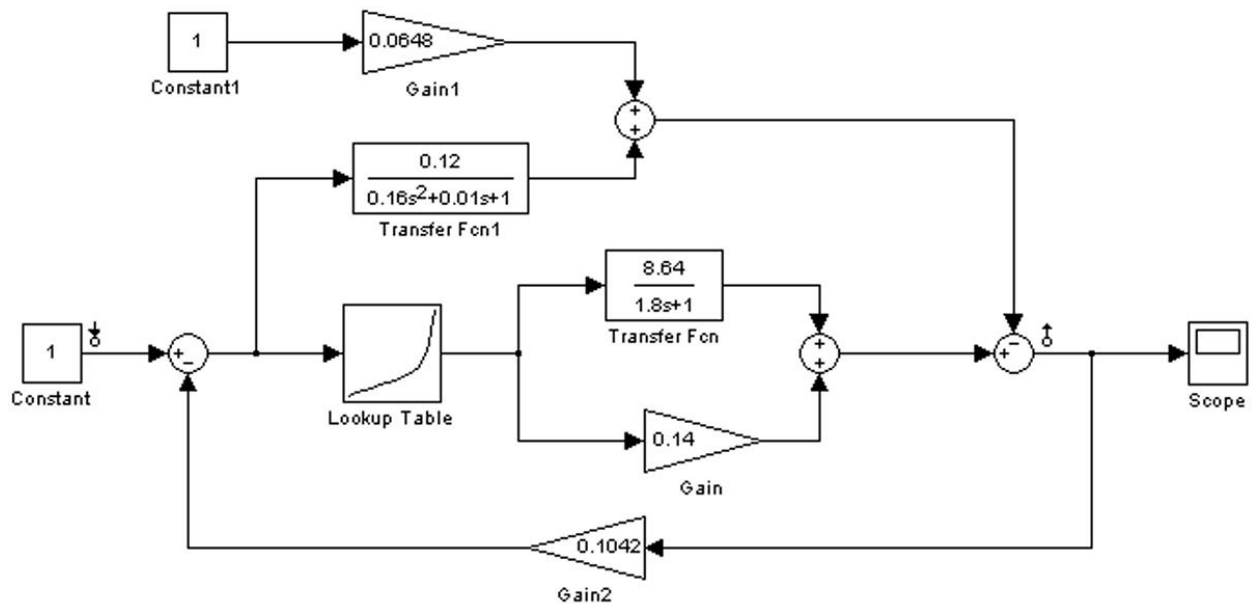 1
Constant1
0.0648
Gain1
+
+
0.12
0.16s²+0.01s+1
Transfer Fcn1
8.64
1.8s+1
Transfer Fcn
1
Constant
+
−
Lookup Table
+
+
+
−
Scope
0.14
Gain
0.1042
Gain2